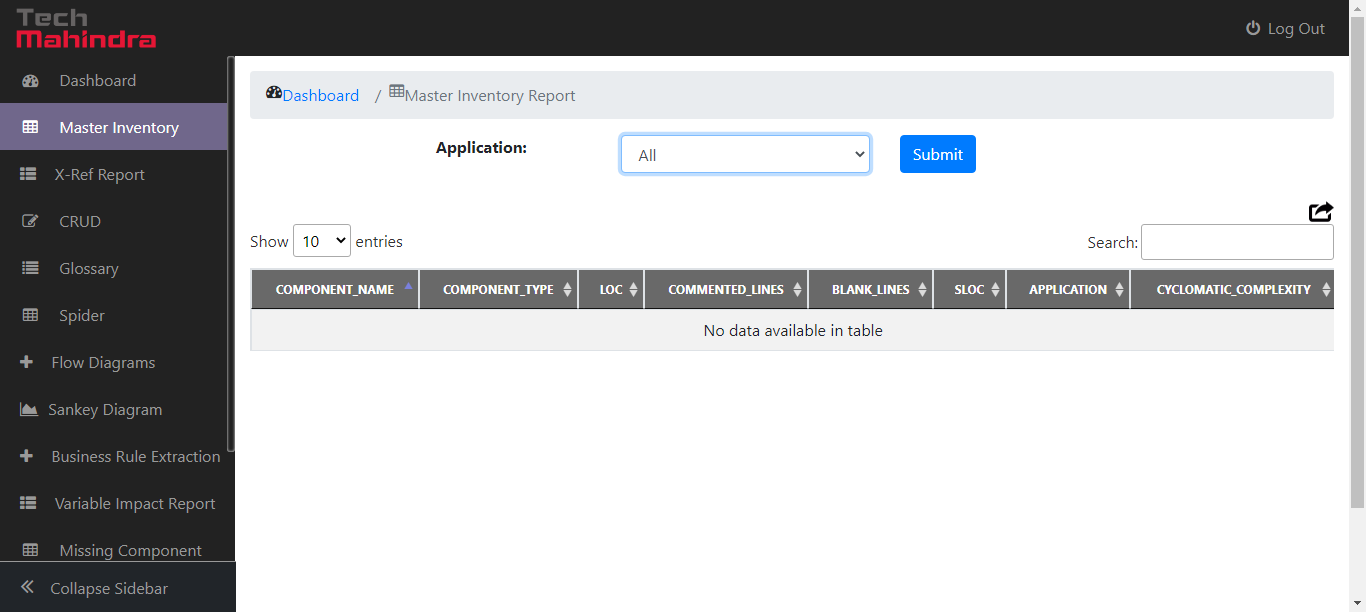 Tech
Mahindra
Log Out
Dashboard
Master Inventory
X-Ref Report
CRUD
Glossary
Spider
Flow Diagrams
Sankey Diagram
Business Rule Extraction
Variable Impact Report
Missing Component
Collapse Sidebar
Dashboard / Master Inventory Report
Application: All Submit
Show 10 entries Search:
COMPONENT_NAME COMPONENT_TYPE LOC COMMENTED_LINES BLANK_LINES SLOC APPLICATION CYCLOMATIC_COMPLEXITY
No data available in table